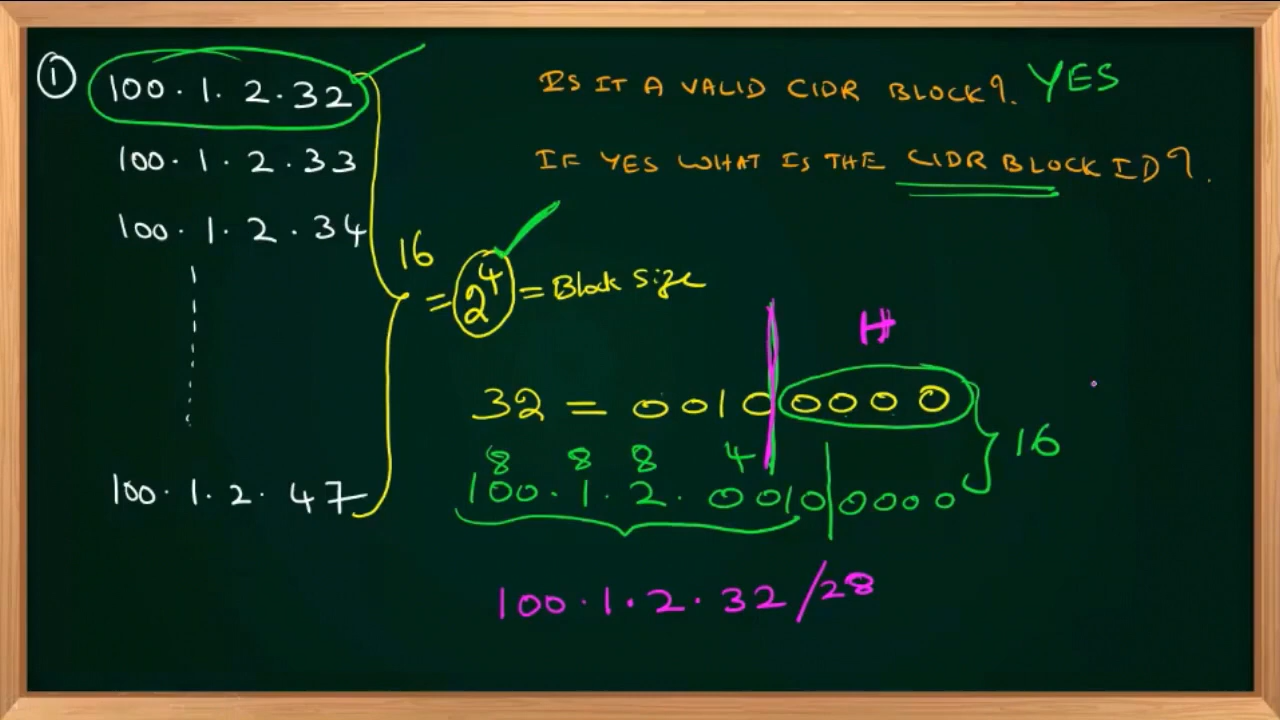 ① 100.1.2.32
IS IT A VALID CIDR BLOCK?. YES
100.1.2.33
IF YES WHAT IS THE CIDR BLOCK ID?.
100.1.2.34
16
= 2⁴ = Block Size
H
32 = 0010 0000
16
8 8 8 4
100.1.2.47
100.1.2.0010 0000
100.1.2.32/28